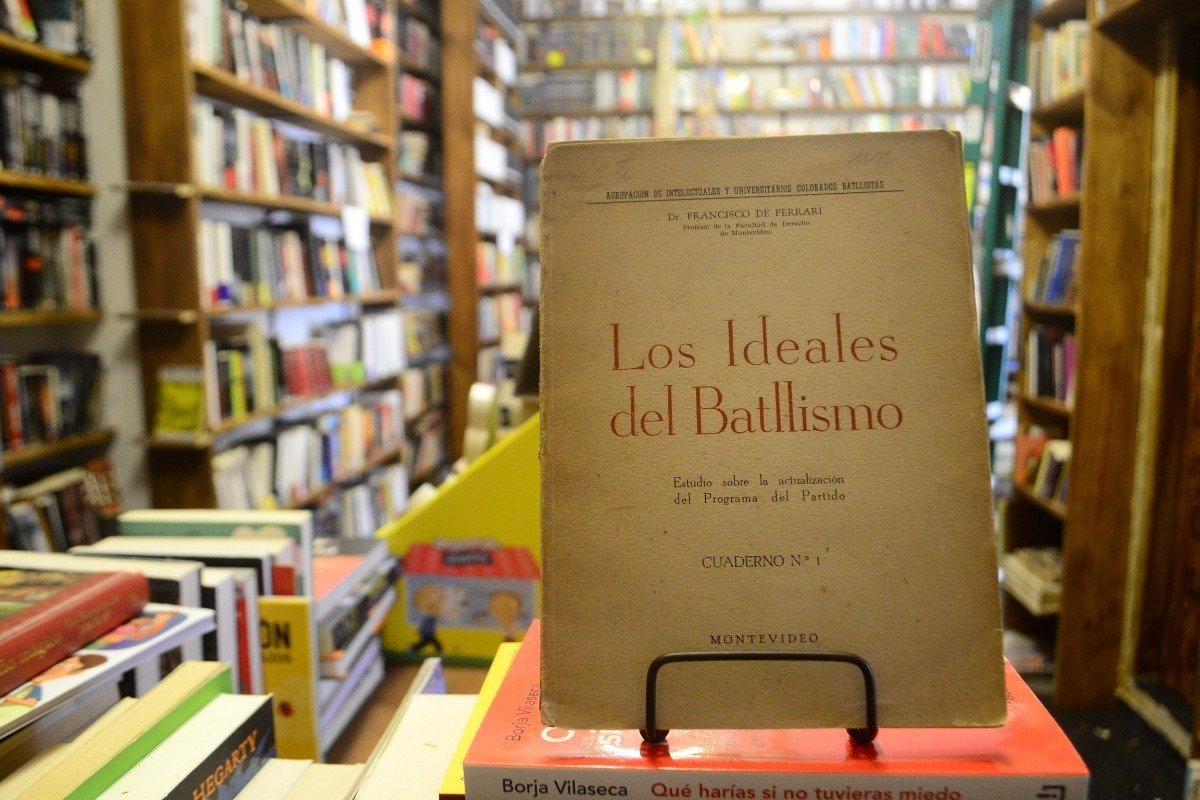 AGRUPACION DE INTELECTUALES Y UNIVERSITARIOS COLORADOS BATLLISTAS
Dr. FRANCISCO DE FERRARI
Profesor de la Facultad de Derecho
de Montevideo.
Los Ideales
del Batl·lismo
Estudio sobre la actualización
del Programa del Partido
CUADERNO N.º 1
MONTEVIDEO
Borja Vilaseca
Borja Vilaseca Qué harías si no tuvieras miedo
HEGARTY